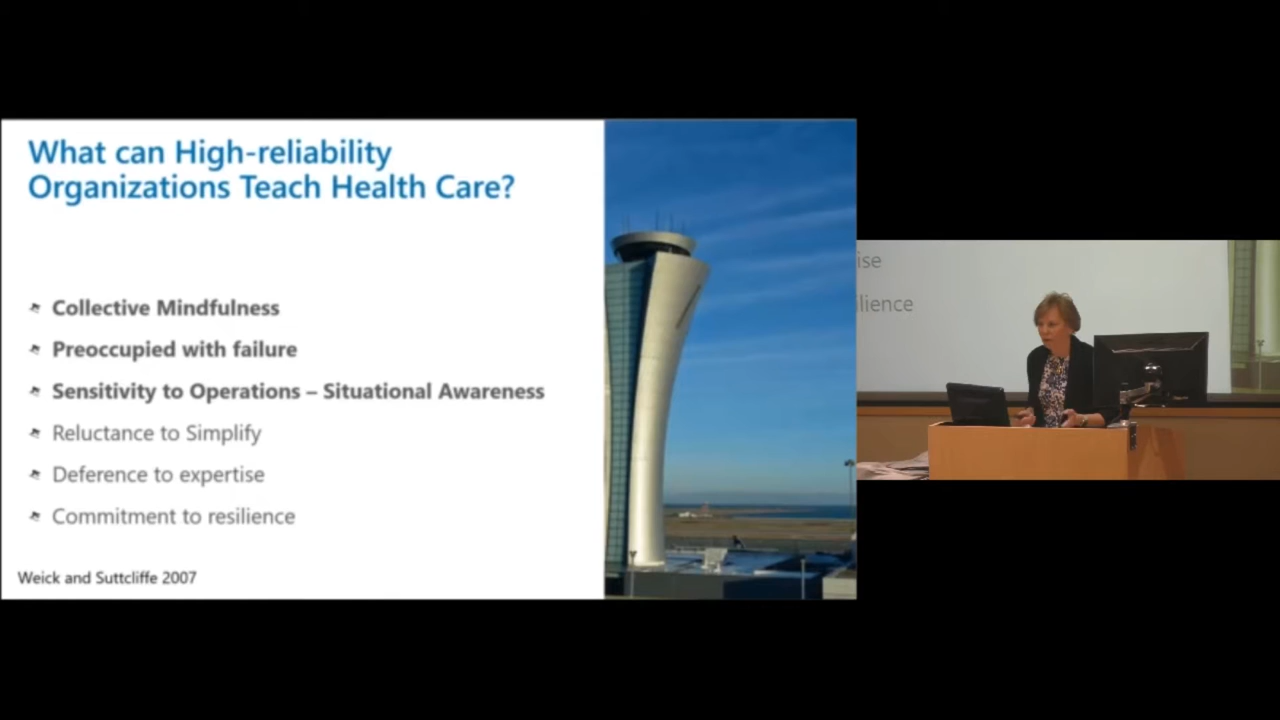 What can High-reliability
Organizations Teach Health Care?
Collective Mindfulness
Preoccupied with failure
Sensitivity to Operations – Situational Awareness
Reluctance to Simplify
Deference to expertise
Commitment to resilience
Weick and Suttcliffe 2007
ise
ilience